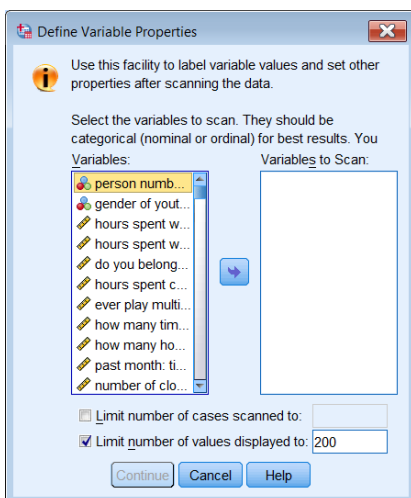 Define Variable Properties
Use this facility to label variable values and set other
properties after scanning the data.
Select the variables to scan. They should be
categorical (nominal or ordinal) for best results. You
Variables:
Variables to Scan:
person numb...
gender of yout...
hours spent w...
hours spent w...
do you belong...
hours spent c...
ever play multi...
how many tim...
how many ho...
past month: ti...
number of clo...
Limit number of cases scanned to:
Limit number of values displayed to: 200
Continue Cancel Help